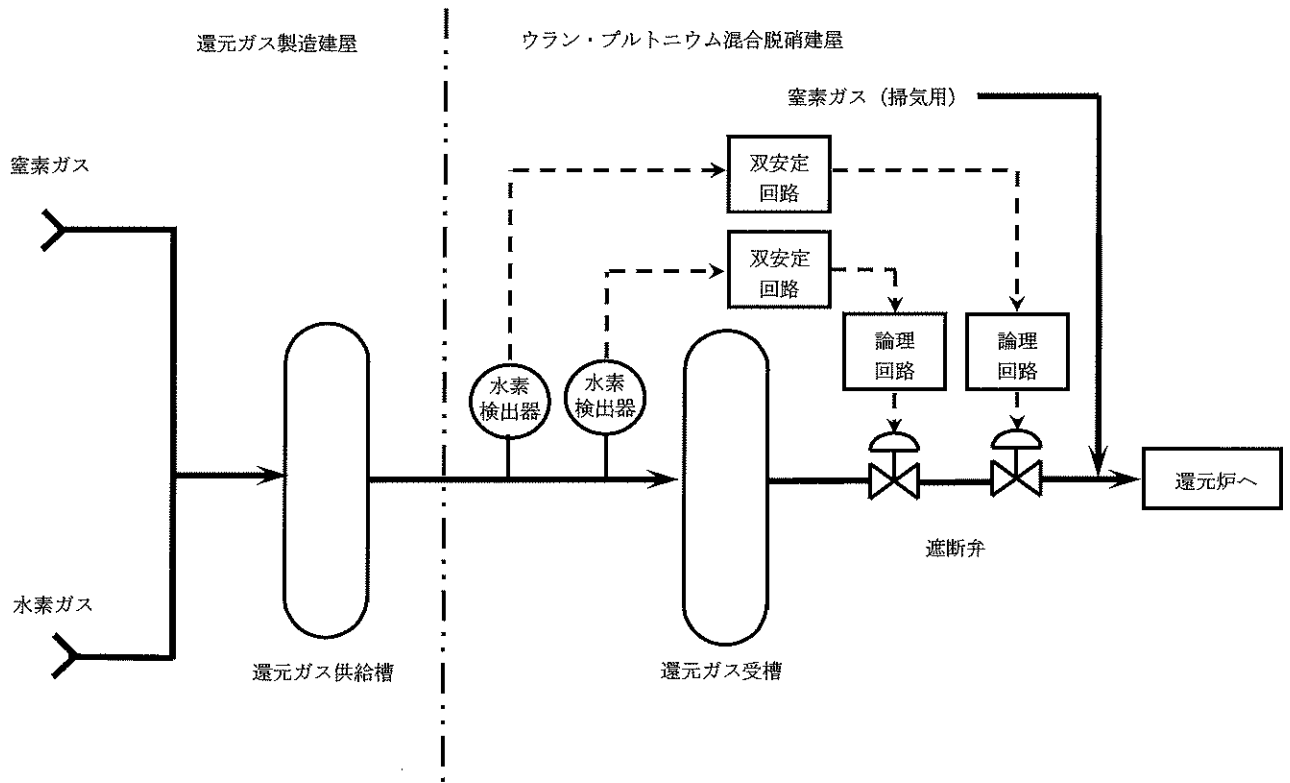 還元ガス製造建屋
ウラン・プルトニウム混合脱硝建屋
窒素ガス（掃気用）
窒素ガス
双安定
回路
双安定
回路
論理
回路
論理
回路
水素
検出器
水素
検出器
還元炉へ
遮断弁
水素ガス
還元ガス供給槽
還元ガス受槽